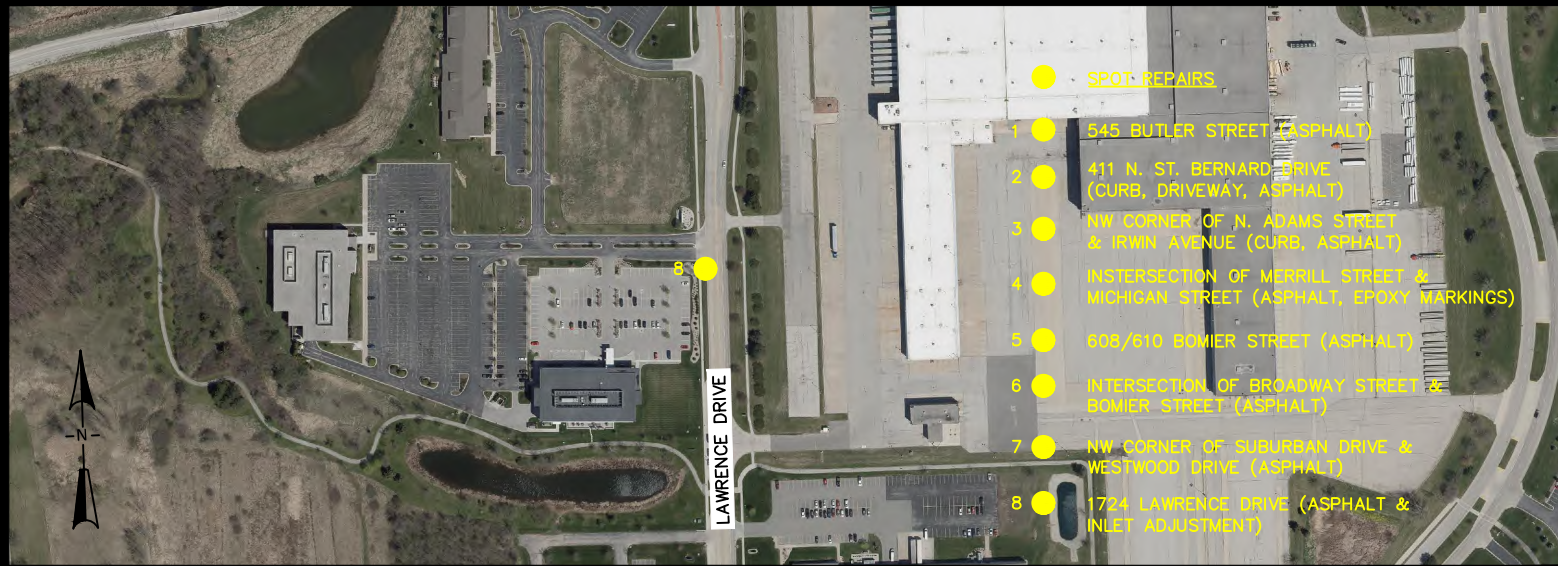 SPOT REPAIRS
1 545 BUTLER STREET (ASPHALT)
2 411 N. ST. BERNARD DRIVE
(CURB, DRIVEWAY, ASPHALT)
3 NW CORNER OF N. ADAMS STREET
& IRWIN AVENUE (CURB, ASPHALT)
4 INSTERSECTION OF MERRILL STREET &
MICHIGAN STREET (ASPHALT, EPOXY MARKINGS)
5 608/610 BOMIER STREET (ASPHALT)
6 INTERSECTION OF BROADWAY STREET &
BOMIER STREET (ASPHALT)
7 NW CORNER OF SUBURBAN DRIVE &
WESTWOOD DRIVE (ASPHALT)
8 1724 LAWRENCE DRIVE (ASPHALT &
INLET ADJUSTMENT)
8
LAWRENCE DRIVE
N